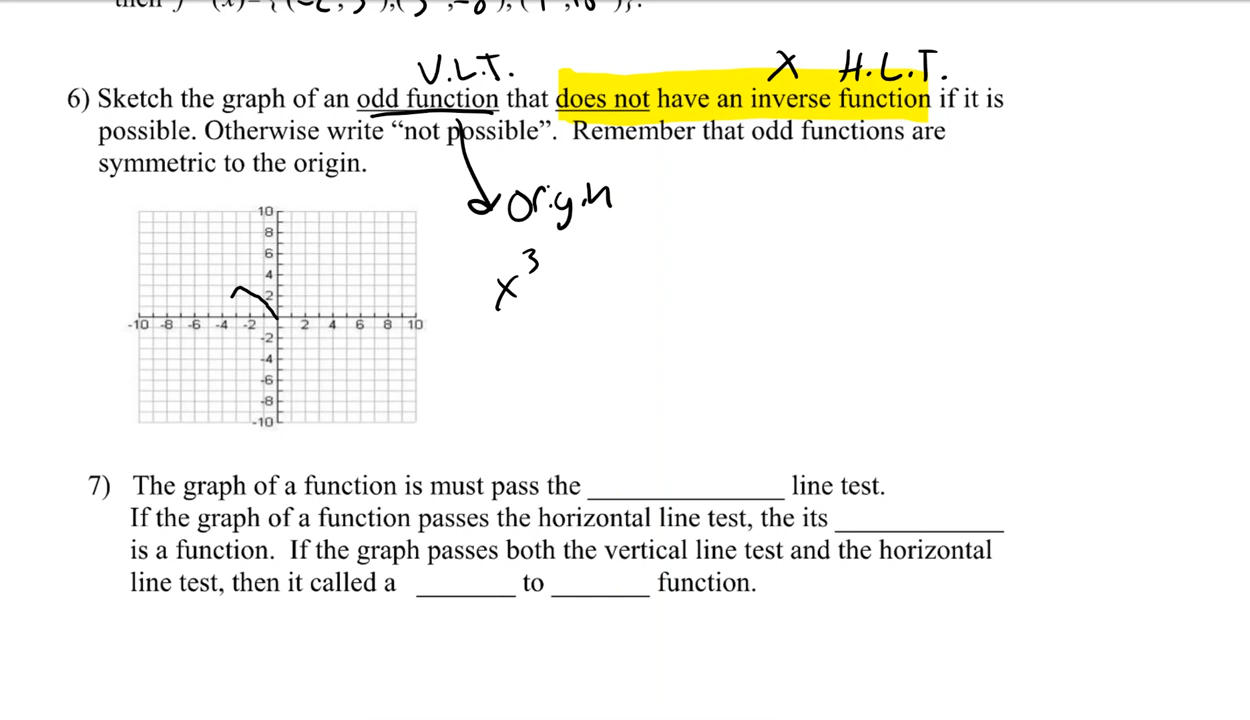 V.L.T. X H.L.T.
6) Sketch the graph of an odd function that does not have an inverse function if it is
possible. Otherwise write “not possible”. Remember that odd functions are
symmetric to the origin.
origin
x³
10
8
6
4
2
-10 -8 -6 -4 -2 2 4 6 8 10
-2
-4
-6
-8
-10
7) The graph of a function is must pass the ______________ line test.
If the graph of a function passes the horizontal line test, the its ____________
is a function. If the graph passes both the vertical line test and the horizontal
line test, then it called a _______ to _______ function.